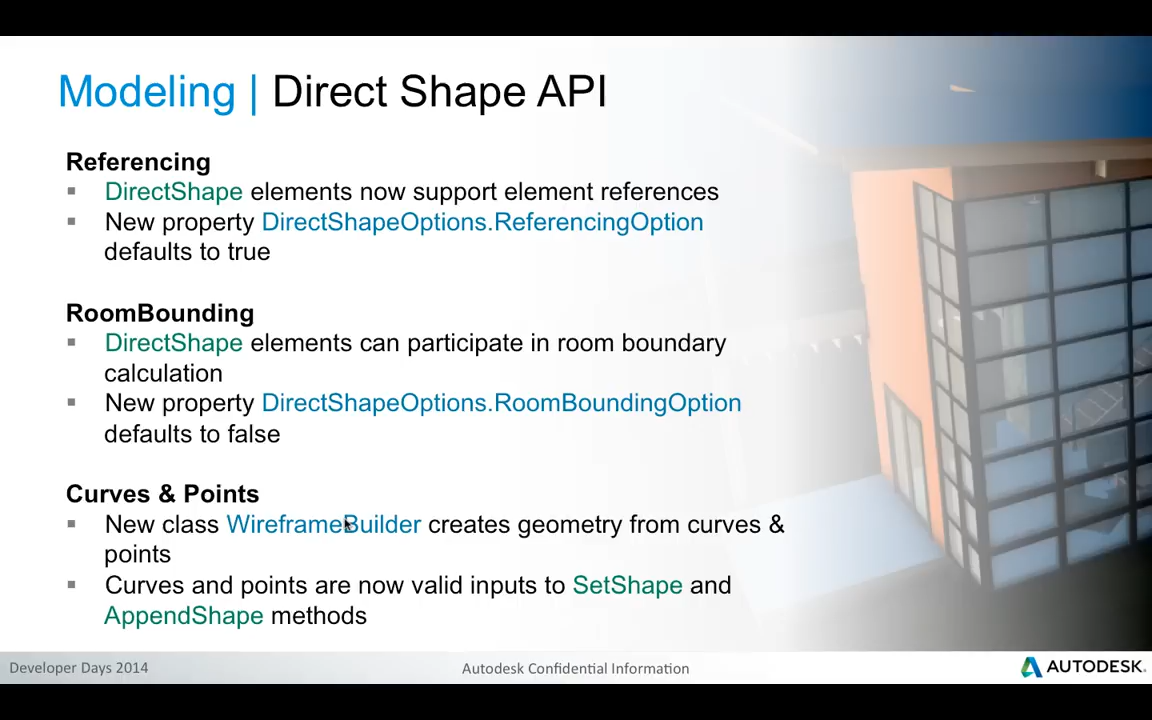 Modeling | Direct Shape API
Referencing
▪ DirectShape elements now support element references
▪ New property DirectShapeOptions.ReferencingOption
defaults to true
RoomBounding
▪ DirectShape elements can participate in room boundary
calculation
▪ New property DirectShapeOptions.RoomBoundingOption
defaults to false
Curves & Points
▪ New class WireframeBuilder creates geometry from curves &
points
▪ Curves and points are now valid inputs to SetShape and
AppendShape methods
Developer Days 2014
Autodesk Confidential Information
AUTODESK.